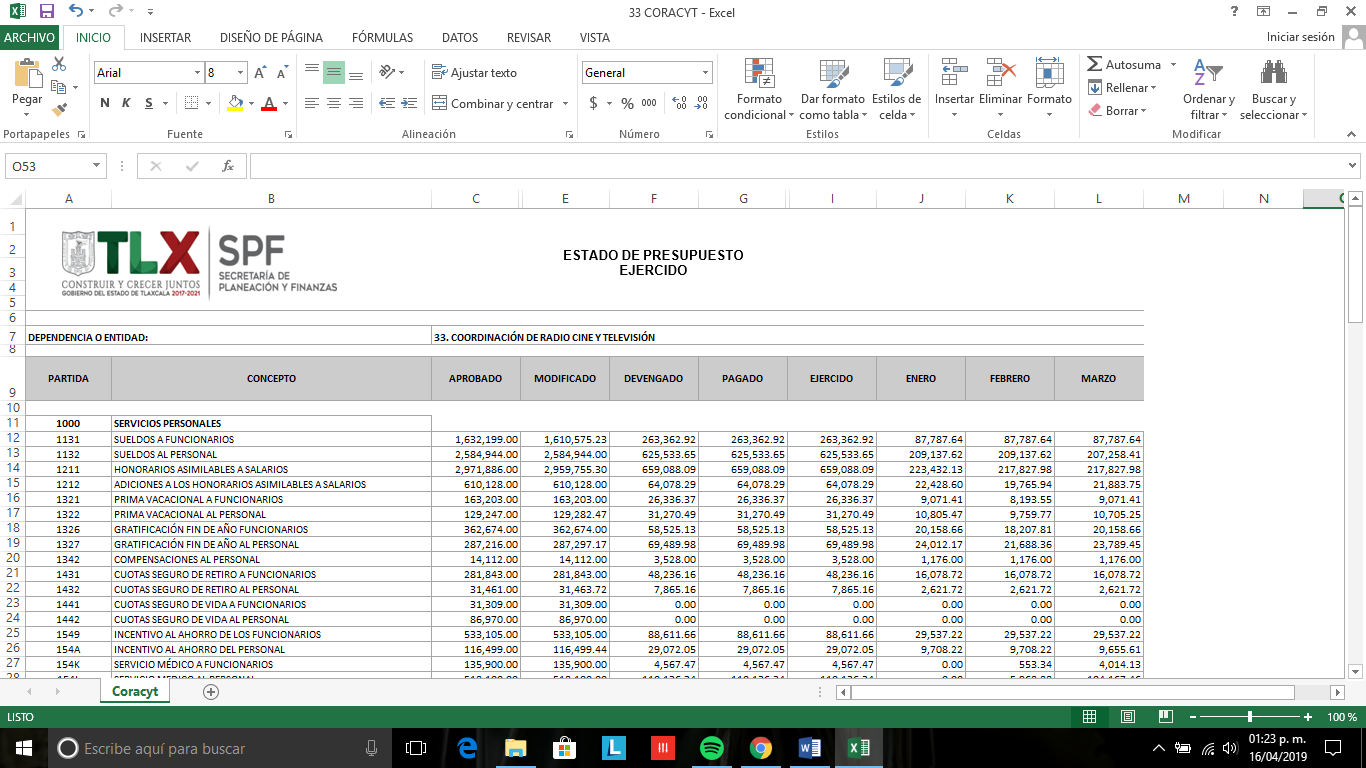 33 CORACYT - Excel
ARCHIVO INICIO INSERTAR DISEÑO DE PÁGINA FÓRMULAS DATOS REVISAR VISTA Iniciar sesión
Pegar
Portapapeles
Arial 8
N K S
Fuente
Ajustar texto
Combinar y centrar
Alineación
General
$ % 000
Número
Formato condicional
Dar formato como tabla
Estilos de celda
Estilos
Insertar Eliminar Formato
Celdas
Autosuma
Rellenar
Borrar
Ordenar y filtrar
Buscar y seleccionar
Modificar
O53
A B C E F G I J K L M N
TLX
CONSTRUIR Y CRECER JUNTOS
GOBIERNO DEL ESTADO DE TLAXCALA 2017-2021
SPF
SECRETARÍA DE
PLANEACIÓN Y FINANZAS
ESTADO DE PRESUPUESTO
EJERCIDO
1
2
3
4
5
6
7 DEPENDENCIA O ENTIDAD: 33. COORDINACIÓN DE RADIO CINE Y TELEVISIÓN
8
9 PARTIDA CONCEPTO APROBADO MODIFICADO DEVENGADO PAGADO EJERCIDO ENERO FEBRERO MARZO
10
11 1000 SERVICIOS PERSONALES
12 1131 SUELDOS A FUNCIONARIOS 1,632,199.00 1,610,575.23 263,362.92 263,362.92 263,362.92 87,787.64 87,787.64 87,787.64
13 1132 SUELDOS AL PERSONAL 2,584,944.00 2,584,944.00 625,533.65 625,533.65 625,533.65 209,137.62 209,137.62 207,258.41
14 1211 HONORARIOS ASIMILABLES A SALARIOS 2,971,886.00 2,959,755.30 659,088.09 659,088.09 659,088.09 223,432.13 217,827.98 217,827.98
15 1212 ADICIONES A LOS HONORARIOS ASIMILABLES A SALARIOS 610,128.00 610,128.00 64,078.29 64,078.29 64,078.29 22,428.60 19,765.94 21,883.75
16 1321 PRIMA VACACIONAL A FUNCIONARIOS 163,203.00 163,203.00 26,336.37 26,336.37 26,336.37 9,071.41 8,193.55 9,071.41
17 1322 PRIMA VACACIONAL AL PERSONAL 129,247.00 129,282.47 31,270.49 31,270.49 31,270.49 10,805.47 9,759.77 10,705.25
18 1326 GRATIFICACIÓN FIN DE AÑO FUNCIONARIOS 362,674.00 362,674.00 58,525.13 58,525.13 58,525.13 20,158.66 18,207.81 20,158.66
19 1327 GRATIFICACIÓN FIN DE AÑO AL PERSONAL 287,216.00 287,297.17 69,489.98 69,489.98 69,489.98 24,012.17 21,688.36 23,789.45
20 1342 COMPENSACIONES AL PERSONAL 14,112.00 14,112.00 3,528.00 3,528.00 3,528.00 1,176.00 1,176.00 1,176.00
21 1431 CUOTAS SEGURO DE RETIRO A FUNCIONARIOS 281,843.00 281,843.00 48,236.16 48,236.16 48,236.16 16,078.72 16,078.72 16,078.72
22 1432 CUOTAS SEGURO DE RETIRO AL PERSONAL 31,461.00 31,463.72 7,865.16 7,865.16 7,865.16 2,621.72 2,621.72 2,621.72
23 1441 CUOTAS SEGURO DE VIDA A FUNCIONARIOS 31,309.00 31,309.00 0.00 0.00 0.00 0.00 0.00 0.00
24 1442 CUOTAS SEGURO DE VIDA AL PERSONAL 86,970.00 86,970.00 0.00 0.00 0.00 0.00 0.00 0.00
25 1549 INCENTIVO AL AHORRO DE LOS FUNCIONARIOS 533,105.00 533,105.00 88,611.66 88,611.66 88,611.66 29,537.22 29,537.22 29,537.22
26 154A INCENTIVO AL AHORRO DEL PERSONAL 116,499.00 116,499.44 29,072.05 29,072.05 29,072.05 9,708.22 9,708.22 9,655.61
27 154K SERVICIO MÉDICO A FUNCIONARIOS 135,900.00 135,900.00 4,567.47 4,567.47 4,567.47 0.00 553.34 4,014.13
28
Coracyt
LISTO 100 %
Escribe aquí para buscar
01:23 p. m.
16/04/2019